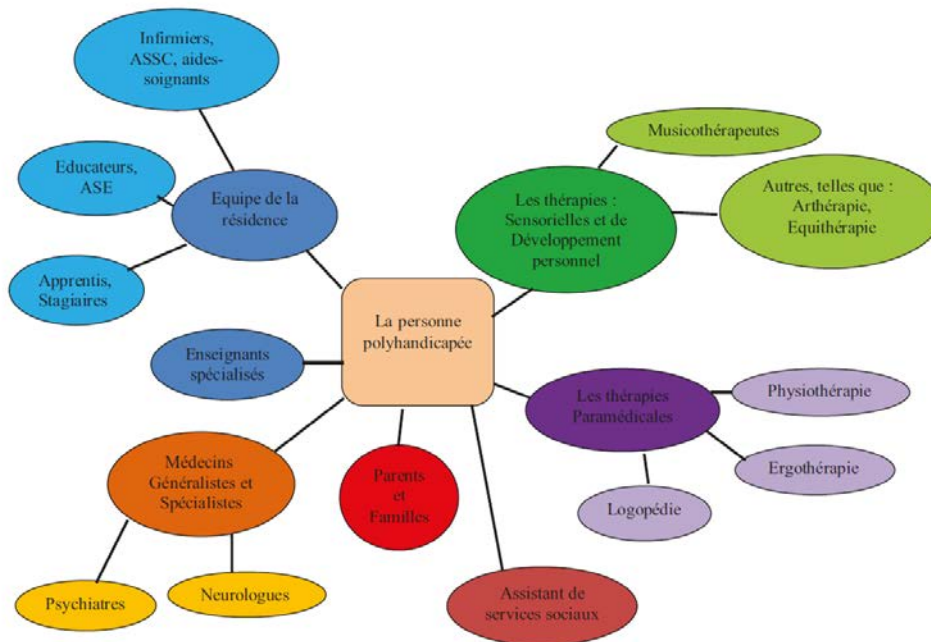 Infirmiers,
ASSC, aides-
soignants
Educateurs,
ASE
Equipe de la
résidence
Apprentis,
Stagiaires
Musicothérapeutes
Les thérapies :
Sensorielles et de
Développement
personnel
Autres, telles que :
Arthérapie,
Equithérapie
La personne
polyhandicapée
Enseignants
spécialisés
Les thérapies
Paramédicales
Physiothérapie
Ergothérapie
Logopédie
Médecins
Généralistes et
Spécialistes
Parents
et
Familles
Psychiatres
Neurologues
Assistant de
services sociaux